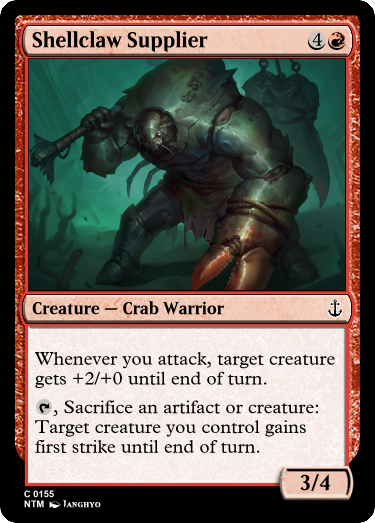 Shellclaw Supplier 4
Creature — Crab Warrior
Whenever you attack, target creature
gets +2/+0 until end of turn.
, Sacrifice an artifact or creature:
Target creature you control gains
first strike until end of turn.
3/4
C 0155
NTM Ianghyo